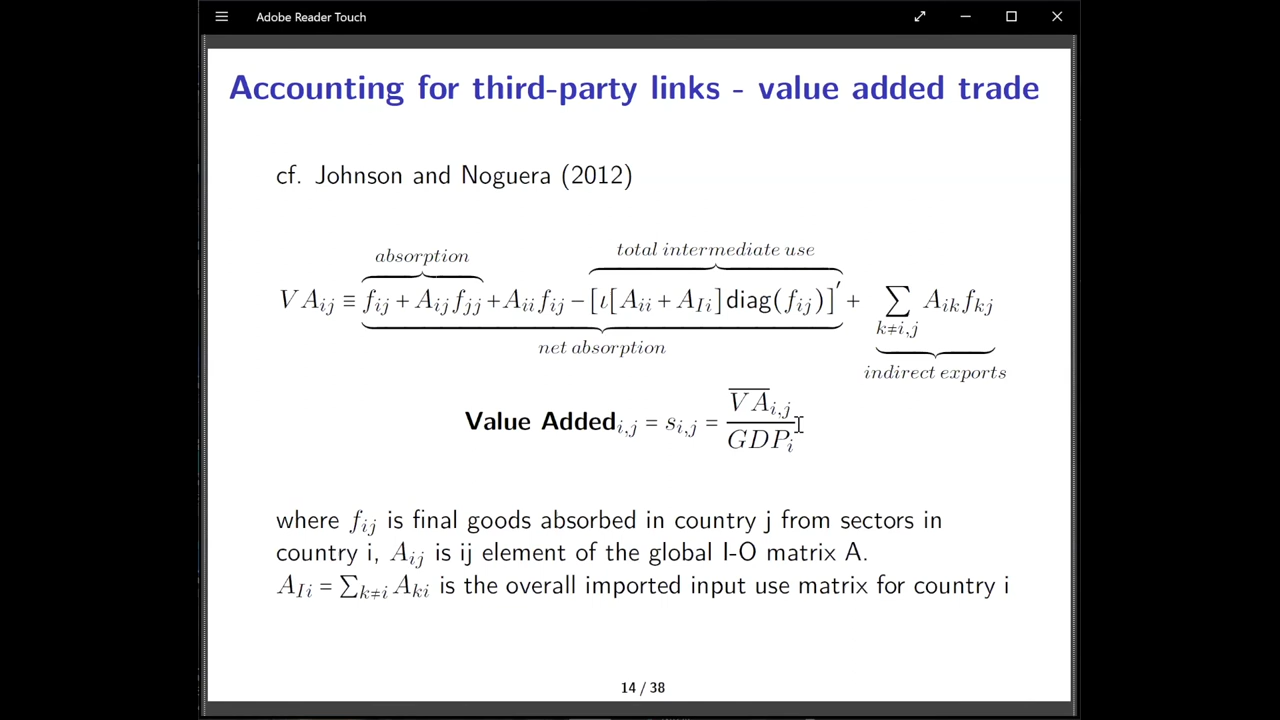 Adobe Reader Touch
Accounting for third-party links - value added trade
cf. Johnson and Noguera (2012)
absorption
total intermediate use
VA_{ij} ≡ f_{ij} + A_{ij}f_{jj} + A_{ii}f_{ij} − [ι[A_{ii} + A_{Ii}]diag(f_{ij})]′ + ∑_{k≠i,j} A_{ik}f_{kj}
net absorption
indirect exports
Value Added_{i,j} = s_{i,j} = \frac{\overline{VA}_{i,j}}{GDP_i}
where f_{ij} is final goods absorbed in country j from sectors in
country i, A_{ij} is ij element of the global I-O matrix A.
A_{Ii} = ∑_{k≠i} A_{ki} is the overall imported input use matrix for country i
14 / 38